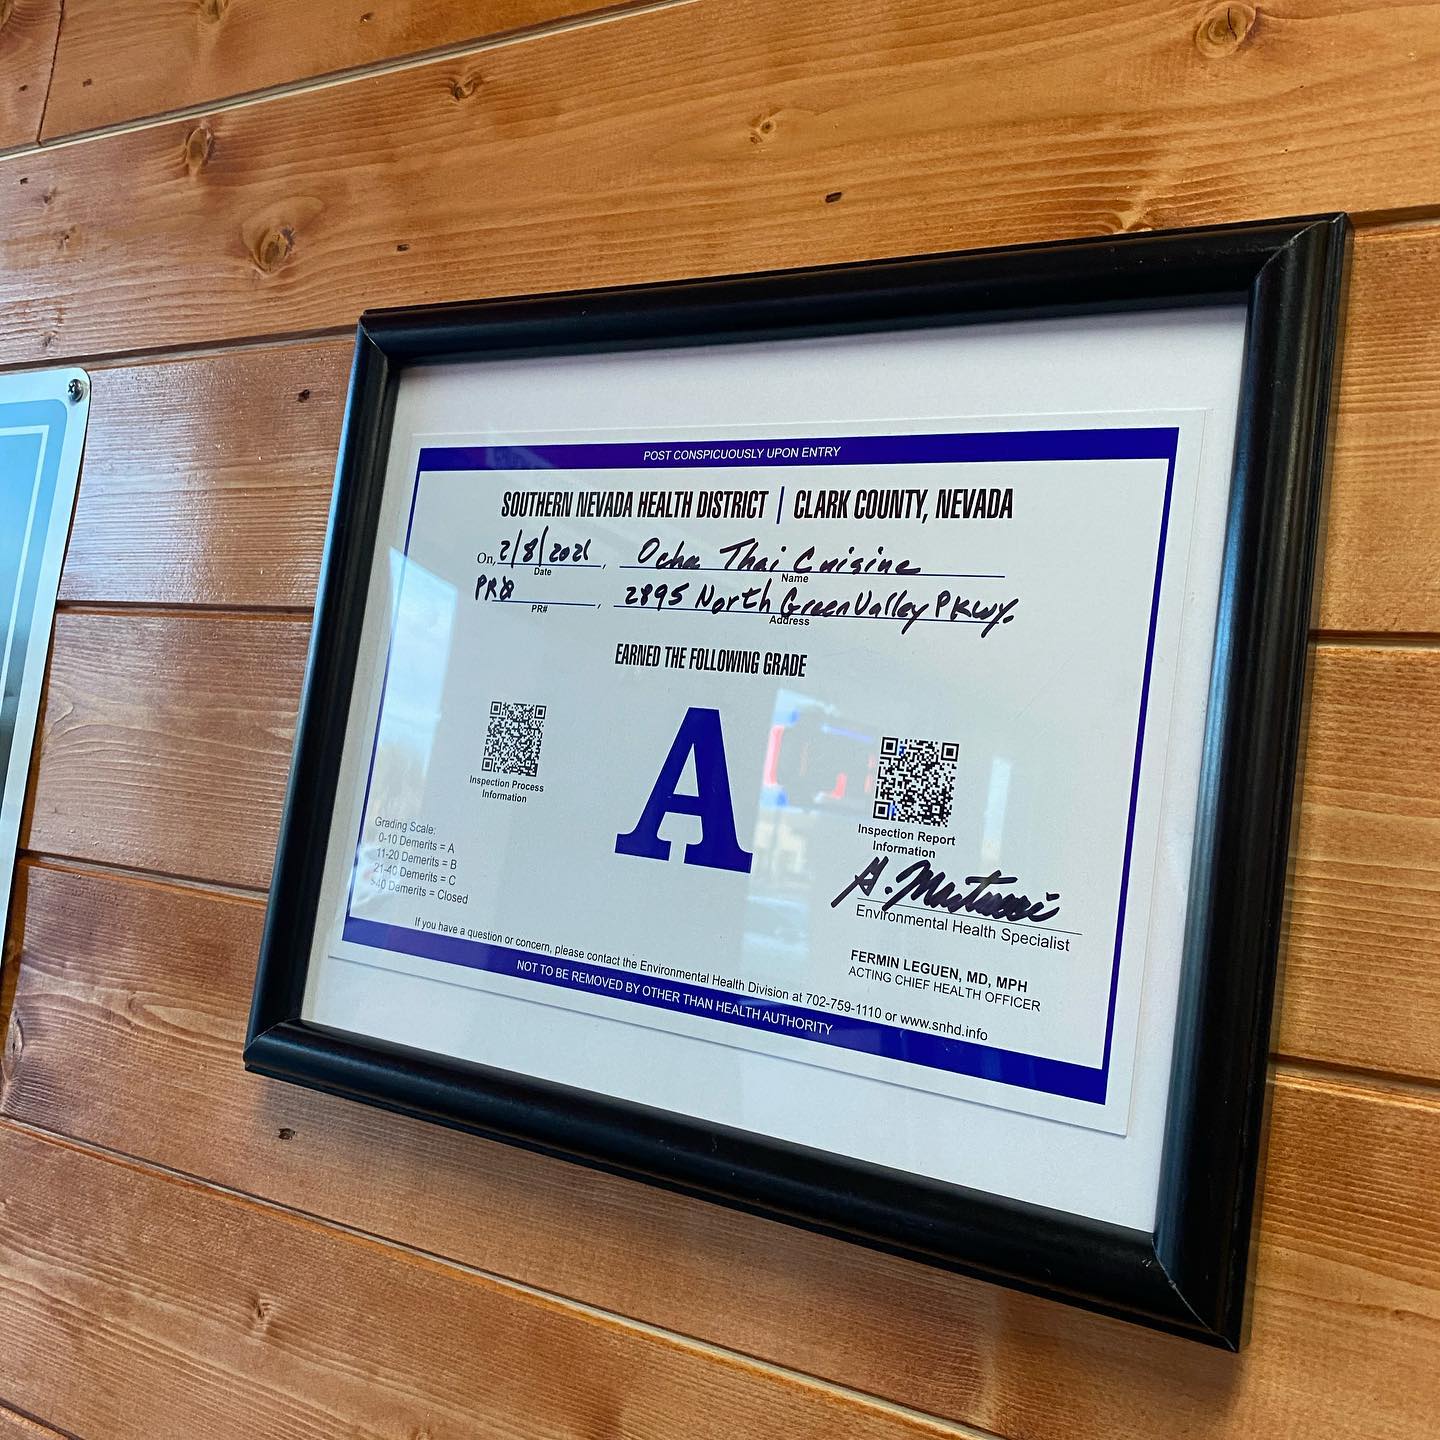 POST CONSPICUOUSLY UPON ENTRY
SOUTHERN NEVADA HEALTH DISTRICT | CLARK COUNTY, NEVADA
On, 2/8/2021, Ocha Thai Cuisine
Date Name
PR#, 2895 North Green Valley PKwy.
PR# Address
EARNED THE FOLLOWING GRADE
A
Inspection Process
Information
Inspection Report
Information
Grading Scale:
0-10 Demerits = A
11-20 Demerits = B
21-40 Demerits = C
>40 Demerits = Closed
Environmental Health Specialist
FERMIN LEGUEN, MD, MPH
ACTING CHIEF HEALTH OFFICER
If you have a question or concern, please contact the Environmental Health Division at 702-759-1110 or www.snhd.info
NOT TO BE REMOVED BY OTHER THAN HEALTH AUTHORITY